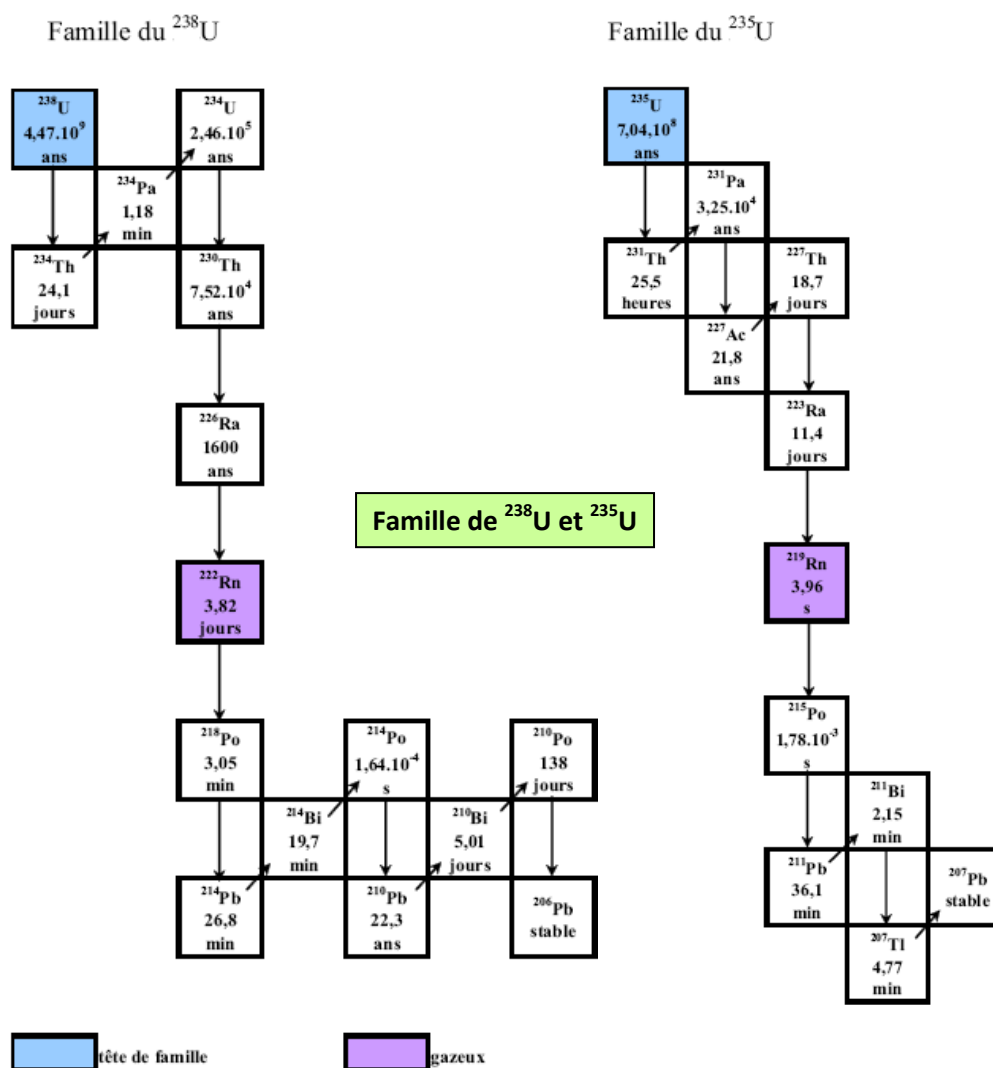 Famille du ²³⁸U
Famille du ²³⁵U
²³⁸U
4,47.10⁹
ans
²³⁴U
2,46.10⁵
ans
²³⁴Pa
1,18
min
²³⁴Th
24,1
jours
²³⁰Th
7,52.10⁴
ans
²²⁶Ra
1600
ans
²²²Rn
3,82
jours
²¹⁸Po
3,05
min
²¹⁴Po
1,64.10⁻⁴
s
²¹⁰Po
138
jours
²¹⁴Bi
19,7
min
²¹⁰Bi
5,01
jours
²¹⁴Pb
26,8
min
²¹⁰Pb
22,3
ans
²⁰⁶Pb
stable
Famille de ²³⁸U et ²³⁵U
²³⁵U
7,04,10⁸
ans
²³¹Pa
3,25.10⁴
ans
²³¹Th
25,5
heures
²²⁷Th
18,7
jours
²²⁷Ac
21,8
ans
²²³Ra
11,4
jours
²¹⁹Rn
3,96
s
²¹⁵Po
1,78.10⁻³
s
²¹¹Bi
2,15
min
²¹¹Pb
36,1
min
²⁰⁷Pb
stable
²⁰⁷Tl
4,77
min
tête de famille
gazeux